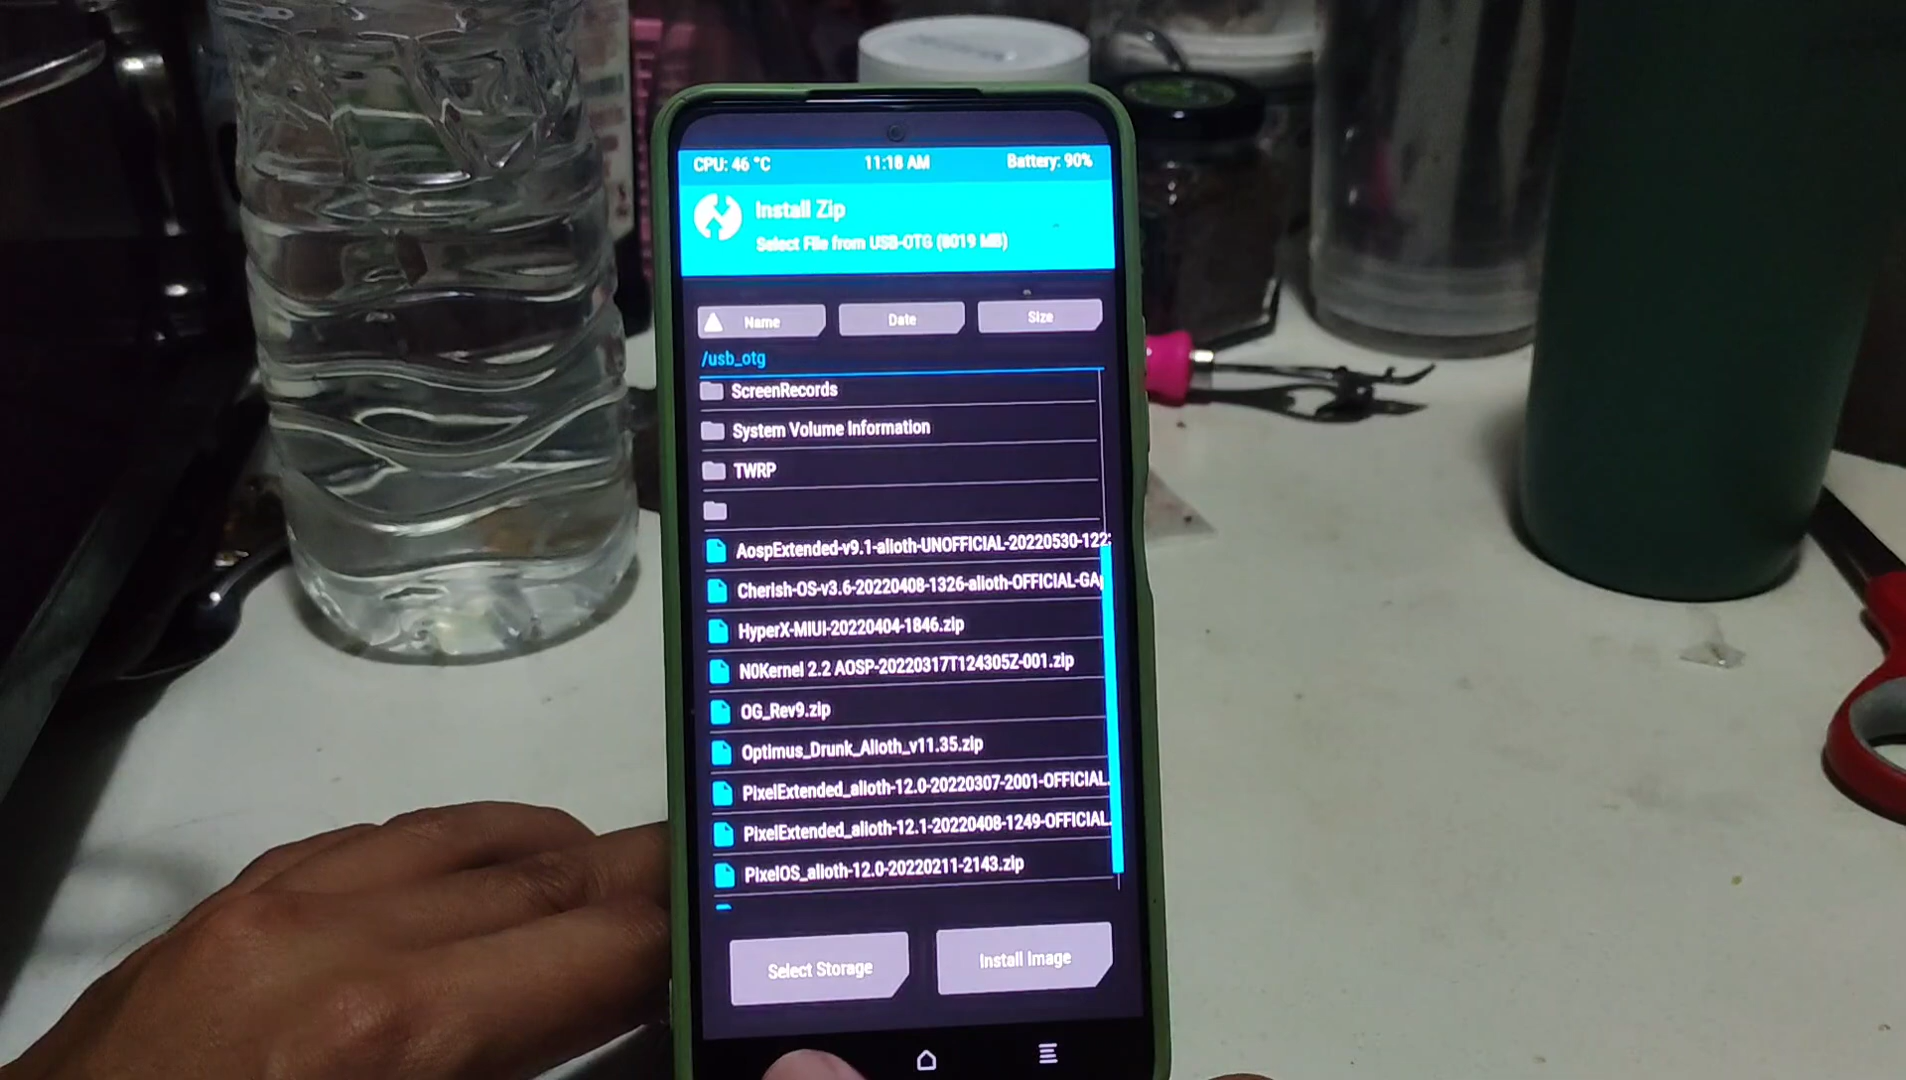 CPU: 46 °C
11:18 AM
Battery: 90%
Install Zip
Select File from USB-OTG (8019 MB)
Name
Date
Size
/usb_otg
ScreenRecords
System Volume Information
TWRP
AospExtended-v9.1-alioth-UNOFFICIAL-20220530-122
Cherish-OS-v3.6-20220408-1326-alioth-OFFICIAL-GAp
HyperX-MIUI-20220404-1846.zip
N0Kernel 2.2 AOSP-20220317T124305Z-001.zip
OG_Rev9.zip
Optimus_Drunk_Alioth_v11.35.zip
PixelExtended_alioth-12.0-20220307-2001-OFFICIAL.
PixelExtended_alioth-12.1-20220408-1249-OFFICIAL.
PixelOS_alioth-12.0-20220211-2143.zip
Select Storage
Install Image